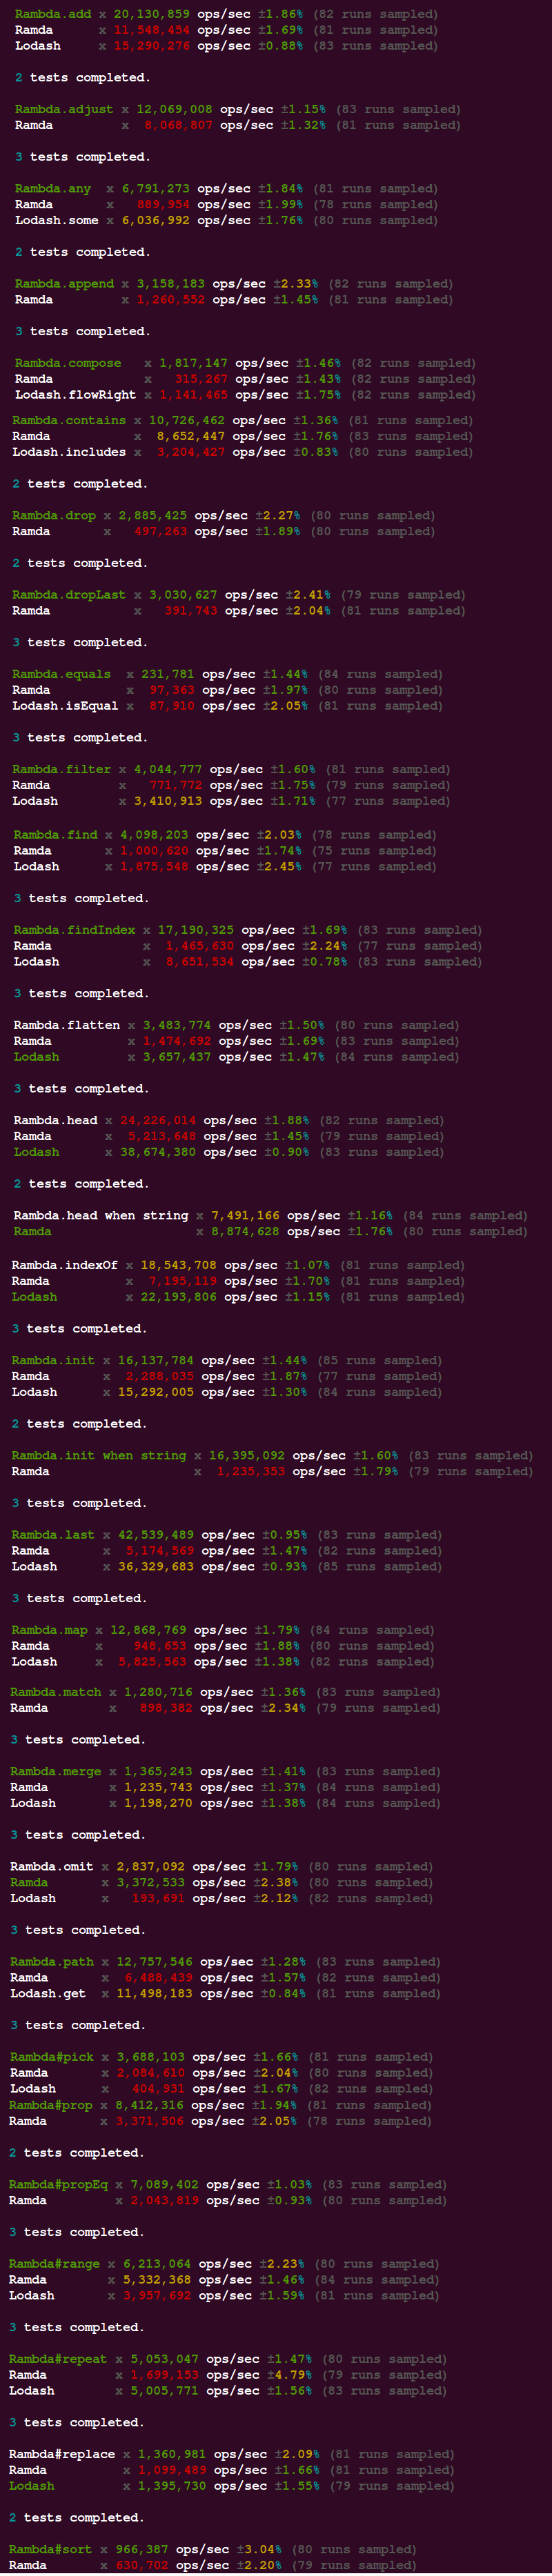 Rambda.add x 20,130,859 ops/sec ±1.86% (82 runs sampled)
Ramda      x 11,548,454 ops/sec ±1.69% (81 runs sampled)
Lodash     x 15,290,276 ops/sec ±0.88% (83 runs sampled)
2 tests completed.
Rambda.adjust x 12,069,008 ops/sec ±1.15% (83 runs sampled)
Ramda         x  8,068,807 ops/sec ±1.32% (81 runs sampled)
3 tests completed.
Rambda.any  x 6,791,273 ops/sec ±1.84% (81 runs sampled)
Ramda       x   889,954 ops/sec ±1.99% (78 runs sampled)
Lodash.some x 6,036,992 ops/sec ±1.76% (80 runs sampled)
2 tests completed.
Rambda.append x 3,158,183 ops/sec ±2.33% (82 runs sampled)
Ramda         x 1,260,552 ops/sec ±1.45% (81 runs sampled)
3 tests completed.
Rambda.compose   x 1,817,147 ops/sec ±1.46% (82 runs sampled)
Ramda            x   315,267 ops/sec ±1.43% (82 runs sampled)
Lodash.flowRight x 1,141,465 ops/sec ±1.75% (82 runs sampled)
Rambda.contains x 10,726,462 ops/sec ±1.36% (81 runs sampled)
Ramda           x  8,652,447 ops/sec ±1.76% (83 runs sampled)
Lodash.includes x  3,204,427 ops/sec ±0.83% (80 runs sampled)
2 tests completed.
Rambda.drop x 2,885,425 ops/sec ±2.27% (80 runs sampled)
Ramda       x   497,263 ops/sec ±1.89% (80 runs sampled)
2 tests completed.
Rambda.dropLast x 3,030,627 ops/sec ±2.41% (79 runs sampled)
Ramda           x   391,743 ops/sec ±2.04% (81 runs sampled)
3 tests completed.
Rambda.equals  x 231,781 ops/sec ±1.44% (84 runs sampled)
Ramda          x  97,363 ops/sec ±1.97% (80 runs sampled)
Lodash.isEqual x  87,910 ops/sec ±2.05% (81 runs sampled)
3 tests completed.
Rambda.filter x 4,044,777 ops/sec ±1.60% (81 runs sampled)
Ramda         x   771,772 ops/sec ±1.75% (79 runs sampled)
Lodash        x 3,410,913 ops/sec ±1.71% (77 runs sampled)
Rambda.find x 4,098,203 ops/sec ±2.03% (78 runs sampled)
Ramda       x 1,000,620 ops/sec ±1.74% (75 runs sampled)
Lodash      x 1,875,548 ops/sec ±2.45% (77 runs sampled)
3 tests completed.
Rambda.findIndex x 17,190,325 ops/sec ±1.69% (83 runs sampled)
Ramda            x  1,465,630 ops/sec ±2.24% (77 runs sampled)
Lodash           x  8,651,534 ops/sec ±0.78% (83 runs sampled)
3 tests completed.
Rambda.flatten x 3,483,774 ops/sec ±1.50% (80 runs sampled)
Ramda          x 1,474,692 ops/sec ±1.69% (83 runs sampled)
Lodash         x 3,657,437 ops/sec ±1.47% (84 runs sampled)
3 tests completed.
Rambda.head x 24,226,014 ops/sec ±1.88% (82 runs sampled)
Ramda       x  5,213,648 ops/sec ±1.45% (79 runs sampled)
Lodash      x 38,674,380 ops/sec ±0.90% (83 runs sampled)
2 tests completed.
Rambda.head when string x 7,491,166 ops/sec ±1.16% (84 runs sampled)
Ramda                   x 8,874,628 ops/sec ±1.76% (80 runs sampled)
Rambda.indexOf x 18,543,708 ops/sec ±1.07% (81 runs sampled)
Ramda          x  7,195,119 ops/sec ±1.70% (81 runs sampled)
Lodash         x 22,193,806 ops/sec ±1.15% (81 runs sampled)
3 tests completed.
Rambda.init x 16,137,784 ops/sec ±1.44% (85 runs sampled)
Ramda       x  2,288,035 ops/sec ±1.87% (77 runs sampled)
Lodash      x 15,292,005 ops/sec ±1.30% (84 runs sampled)
2 tests completed.
Rambda.init when string x 16,395,092 ops/sec ±1.60% (83 runs sampled)
Ramda                   x  1,235,353 ops/sec ±1.79% (79 runs sampled)
3 tests completed.
Rambda.last x 42,539,489 ops/sec ±0.95% (83 runs sampled)
Ramda       x  5,174,569 ops/sec ±1.47% (82 runs sampled)
Lodash      x 36,329,683 ops/sec ±0.93% (85 runs sampled)
3 tests completed.
Rambda.map x 12,868,769 ops/sec ±1.79% (84 runs sampled)
Ramda      x    948,653 ops/sec ±1.88% (80 runs sampled)
Lodash     x  5,825,563 ops/sec ±1.38% (82 runs sampled)
Rambda.match x 1,280,716 ops/sec ±1.36% (83 runs sampled)
Ramda        x   898,382 ops/sec ±2.34% (79 runs sampled)
3 tests completed.
Rambda.merge x 1,365,243 ops/sec ±1.41% (83 runs sampled)
Ramda        x 1,235,743 ops/sec ±1.37% (84 runs sampled)
Lodash       x 1,198,270 ops/sec ±1.38% (84 runs sampled)
3 tests completed.
Rambda.omit x 2,837,092 ops/sec ±1.79% (80 runs sampled)
Ramda       x 3,372,533 ops/sec ±2.38% (80 runs sampled)
Lodash      x   193,691 ops/sec ±2.12% (82 runs sampled)
3 tests completed.
Rambda.path x 12,757,546 ops/sec ±1.28% (83 runs sampled)
Ramda       x  6,488,439 ops/sec ±1.57% (82 runs sampled)
Lodash.get  x 11,498,183 ops/sec ±0.84% (81 runs sampled)
3 tests completed.
Rambda#pick x 3,688,103 ops/sec ±1.66% (81 runs sampled)
Ramda       x 2,084,610 ops/sec ±2.04% (80 runs sampled)
Lodash      x   404,931 ops/sec ±1.67% (82 runs sampled)
Rambda#prop x 8,412,316 ops/sec ±1.94% (81 runs sampled)
Ramda       x 3,371,506 ops/sec ±2.05% (78 runs sampled)
2 tests completed.
Rambda#propEq x 7,089,402 ops/sec ±1.03% (83 runs sampled)
Ramda         x 2,043,819 ops/sec ±0.93% (80 runs sampled)
3 tests completed.
Rambda#range x 6,213,064 ops/sec ±2.23% (80 runs sampled)
Ramda        x 5,332,368 ops/sec ±1.46% (84 runs sampled)
Lodash       x 3,957,692 ops/sec ±1.59% (81 runs sampled)
3 tests completed.
Rambda#repeat x 5,053,047 ops/sec ±1.47% (80 runs sampled)
Ramda         x 1,699,153 ops/sec ±4.79% (79 runs sampled)
Lodash        x 5,005,771 ops/sec ±1.56% (83 runs sampled)
3 tests completed.
Rambda#replace x 1,360,981 ops/sec ±2.09% (81 runs sampled)
Ramda          x 1,099,489 ops/sec ±1.66% (81 runs sampled)
Lodash         x 1,395,730 ops/sec ±1.55% (79 runs sampled)
2 tests completed.
Rambda#sort x 966,387 ops/sec ±3.04% (80 runs sampled)
Ramda       x 630,702 ops/sec ±2.20% (79 runs sampled)